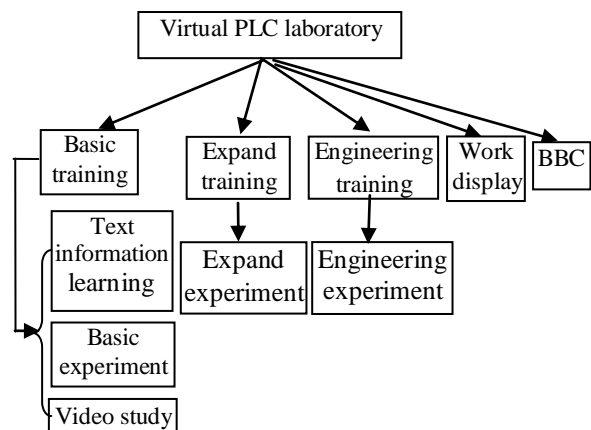 Virtual PLC laboratory
Basic
training
Expand
training
Engineering
training
Work
display
BBC
Text
information
learning
Expand
experiment
Engineering
experiment
Basic
experiment
Video study